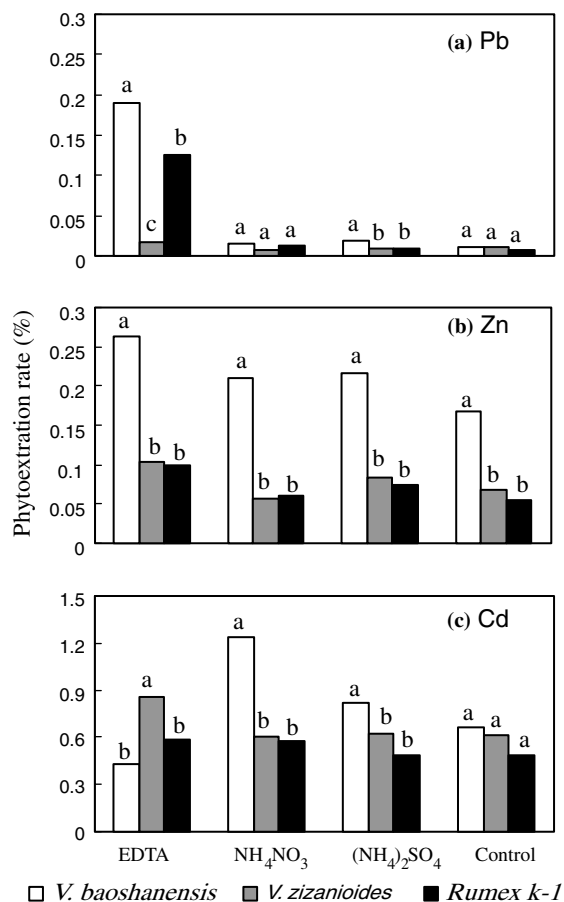 0.3
(a) Pb
0.25
a
0.2
b
0.15
0.1
c
0.05
a a a
a b b
a a a
0
Phytoextration rate (%)
0.3
a
(b) Zn
0.25
a
a
0.2
a
0.15
b b
0.1
b b
b b
b b
0.05
0
1.5
(c) Cd
a
1.2
0.9
a
a
b
b b
b
b
a a
a
0.6
b
0.3
0
EDTA NH₄NO₃ (NH₄)₂SO₄ Control
V. baoshanensis V. zizanioides Rumex k-1